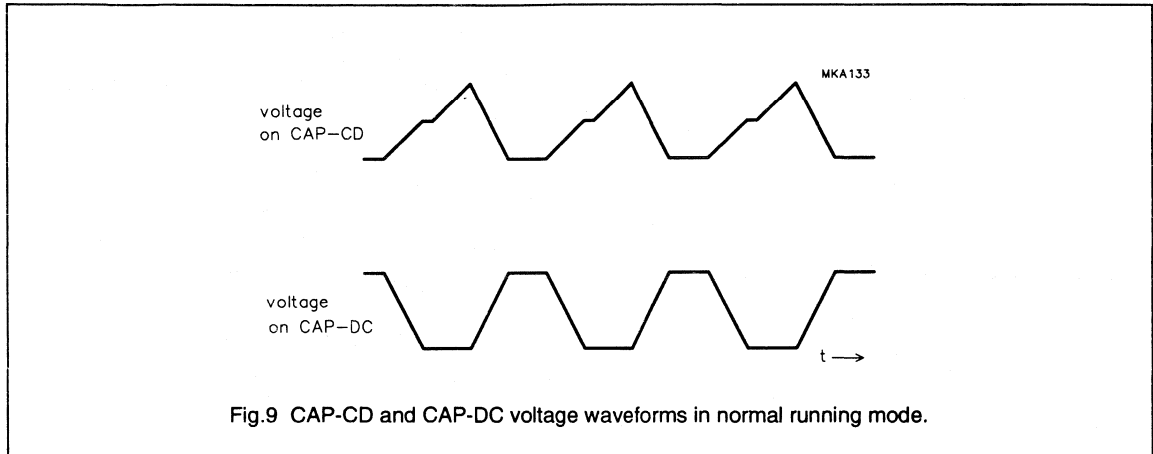 MKA133
voltage
on CAP-CD
voltage
on CAP-DC
t
Fig.9 CAP-CD and CAP-DC voltage waveforms in normal running mode.